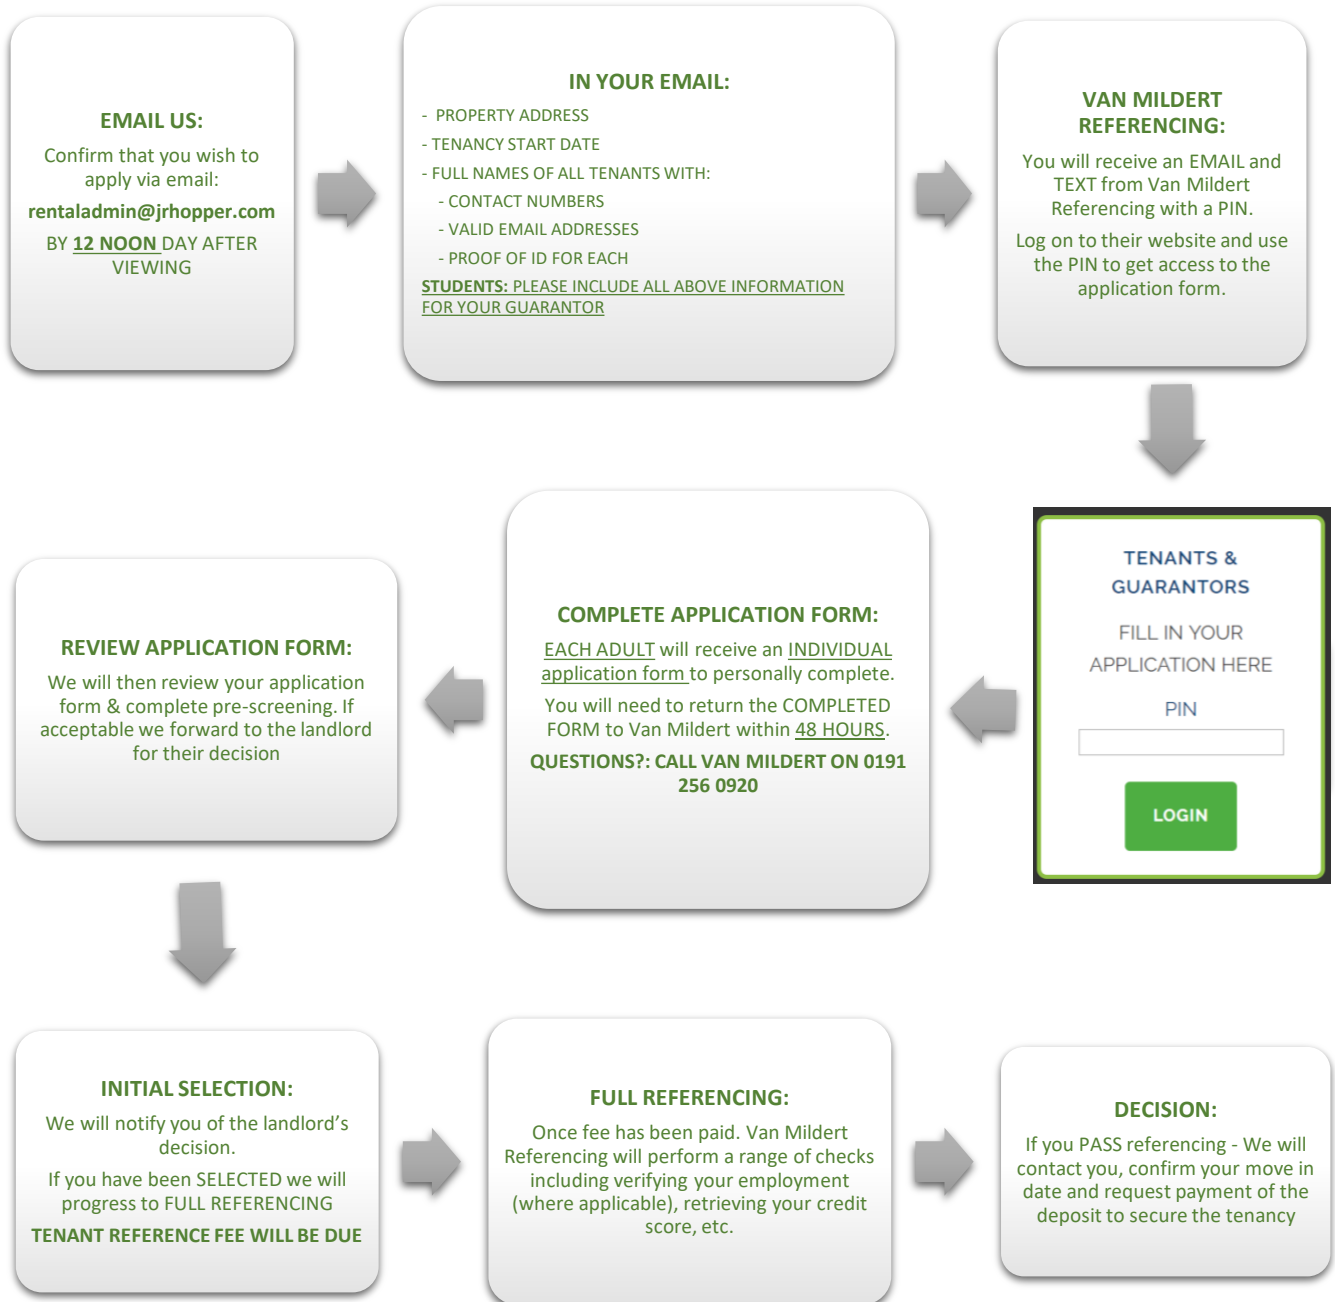 EMAIL US:
Confirm that you wish to
apply via email:
rentaladmin@jrhopper.com
BY 12 NOON DAY AFTER
VIEWING
IN YOUR EMAIL:
- PROPERTY ADDRESS
- TENANCY START DATE
- FULL NAMES OF ALL TENANTS WITH:
- CONTACT NUMBERS
- VALID EMAIL ADDRESSES
- PROOF OF ID FOR EACH
STUDENTS: PLEASE INCLUDE ALL ABOVE INFORMATION
FOR YOUR GUARANTOR
VAN MILDERT
REFERENCING:
You will receive an EMAIL and
TEXT from Van Mildert
Referencing with a PIN.
Log on to their website and use
the PIN to get access to the
application form.
TENANTS &
GUARANTORS
FILL IN YOUR
APPLICATION HERE
PIN
LOGIN
COMPLETE APPLICATION FORM:
EACH ADULT will receive an INDIVIDUAL
application form to personally complete.
You will need to return the COMPLETED
FORM to Van Mildert within 48 HOURS.
QUESTIONS?: CALL VAN MILDERT ON 0191
256 0920
REVIEW APPLICATION FORM:
We will then review your application
form & complete pre-screening. If
acceptable we forward to the landlord
for their decision
INITIAL SELECTION:
We will notify you of the landlord's
decision.
If you have been SELECTED we will
progress to FULL REFERENCING
TENANT REFERENCE FEE WILL BE DUE
FULL REFERENCING:
Once fee has been paid. Van Mildert
Referencing will perform a range of checks
including verifying your employment
(where applicable), retrieving your credit
score, etc.
DECISION:
If you PASS referencing - We will
contact you, confirm your move in
date and request payment of the
deposit to secure the tenancy